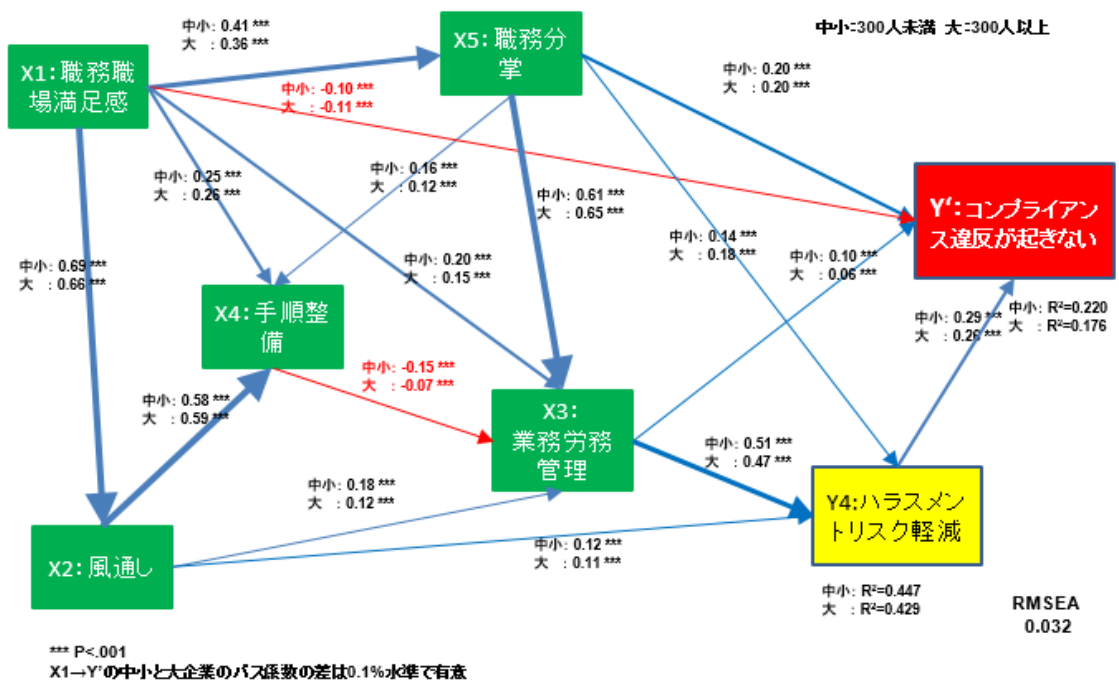 中小:300人未満 大:300人以上
中小: 0.41 ***
大 : 0.36 ***
X5:職務分
掌
X1:職務職
場満足感
中小: 0.20 ***
大 : 0.20 ***
中小: -0.10 ***
大 : -0.11 ***
中小: 0.25 ***
大 : 0.26 ***
中小: 0.16 ***
大 : 0.12 ***
中小: 0.61 ***
大 : 0.65 ***
Y‘:コンプライアン
ス違反が起きない
中小: 0.14 ***
大 : 0.18 ***
中小: 0.10 ***
大 : 0.06 ***
中小: 0.69 ***
大 : 0.66 ***
中小: 0.20 ***
大 : 0.15 ***
X4:手順整
備
中小: 0.29 ***
大 : 0.26 ***
中小: R²=0.220
大 : R²=0.176
中小: -0.15 ***
大 : -0.07 ***
中小: 0.58 ***
大 : 0.59 ***
X3:
業務労務
管理
中小: 0.51 ***
大 : 0.47 ***
中小: 0.18 ***
大 : 0.12 ***
Y4:ハラスメン
トリスク軽減
X2:風通し
中小: 0.12 ***
大 : 0.11 ***
中小: R²=0.447
大 : R²=0.429
RMSEA
0.032
*** P<.001
X1→Y'の中小と大企業のパス係数の差は0.1%水準で有意